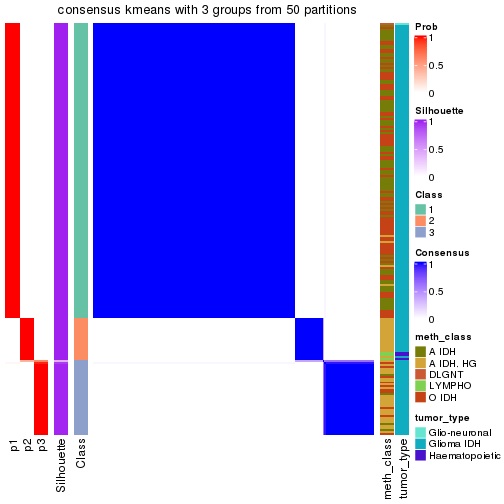 consensus kmeans with 3 groups from 50 partitions
Prob
1
0.5
0
Silhouette
1
0.5
0
Class
1
2
3
Consensus
1
0.5
0
meth_class
A IDH
A IDH. HG
DLGNT
LYMPHO
O IDH
tumor_type
Glio-neuronal
Glioma IDH
Haematopoietic
p1
p2
p3
Silhouette
Class
meth_class
tumor_type